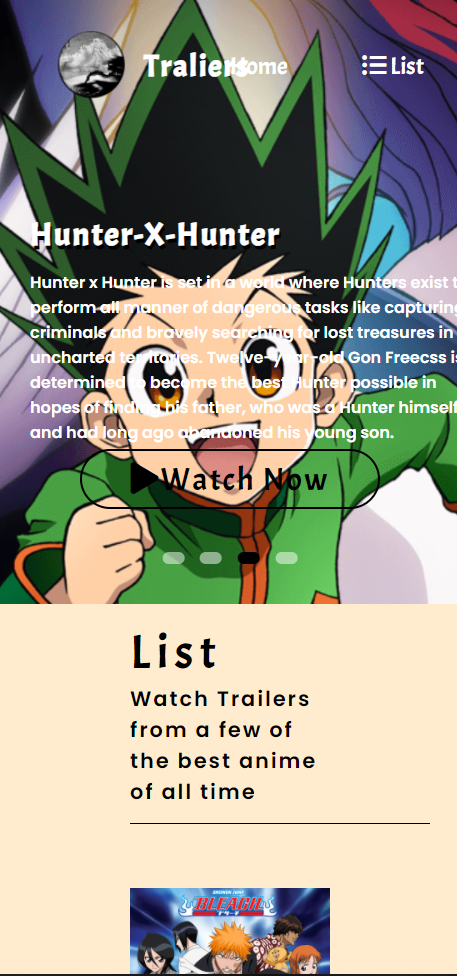 Traliers
Home
List
Hunter-X-Hunter
Hunter x Hunter is set in a world where Hunters exist t
perform all manner of dangerous tasks like capturing
criminals and bravely searching for lost treasures in
uncharted territories. Twelve-year-old Gon Freecss is
determined to become the best Hunter possible in
hopes of finding his father, who was a Hunter himself
and had long ago abandoned his young son.
Watch Now
List
Watch Trailers
from a few of
the best anime
of all time
SHONEN JUMP
BLEACH